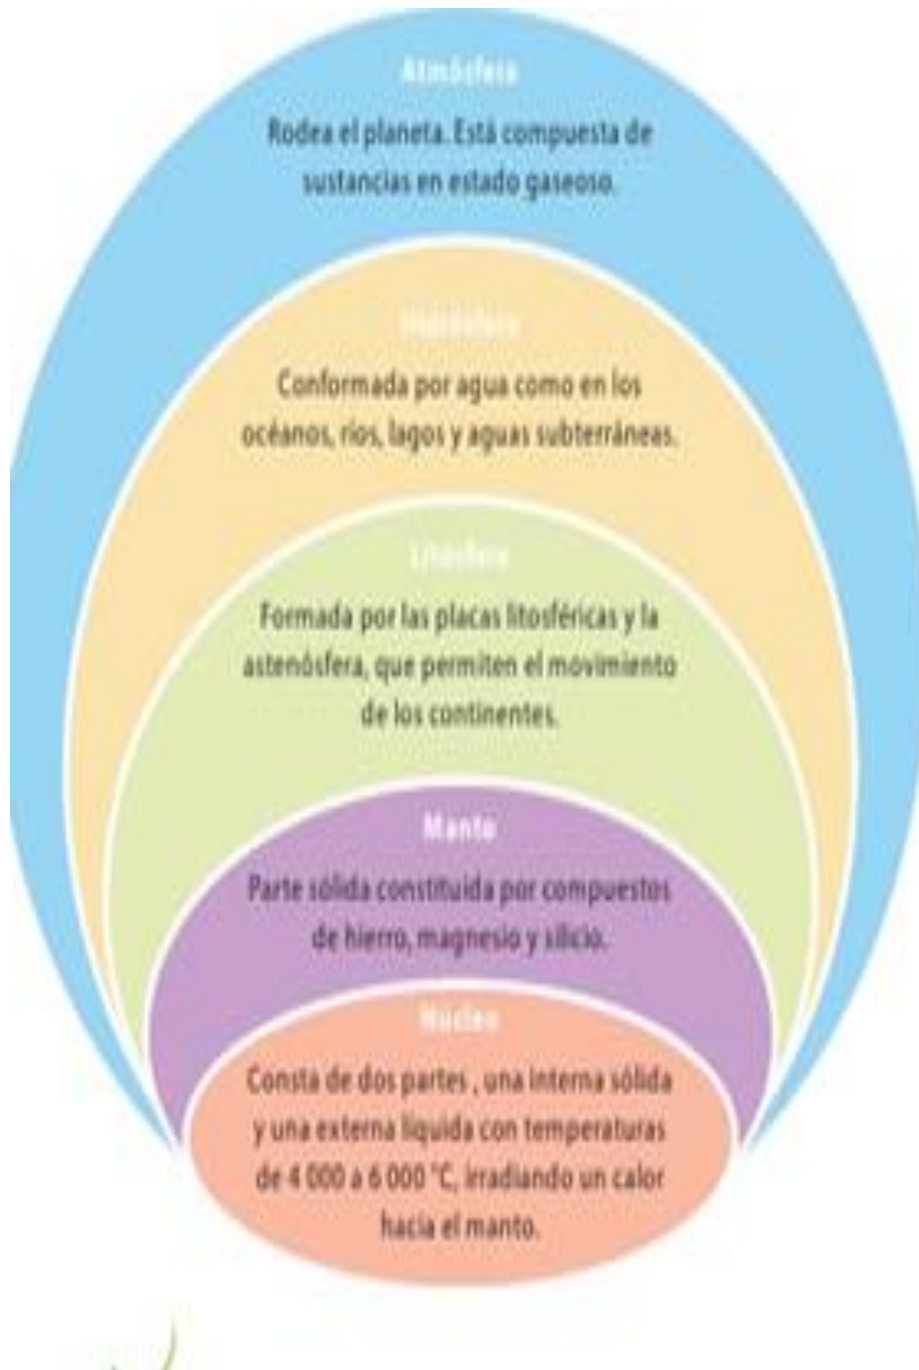 Atmósfera
Rodea el planeta. Está compuesta de
sustancias en estado gaseoso.
Hidrósfera
Conformada por agua como en los
océanos, ríos, lagos y aguas subterráneas.
Litósfera
Formada por las placas litosféricas y la
astenósfera, que permiten el movimiento
de los continentes.
Manto
Parte sólida constituida por compuestos
de hierro, magnesio y silicio.
Núcleo
Consta de dos partes , una interna sólida
y una externa líquida con temperaturas
de 4 000 a 6 000 °C, irradiando un calor
hacia el manto.